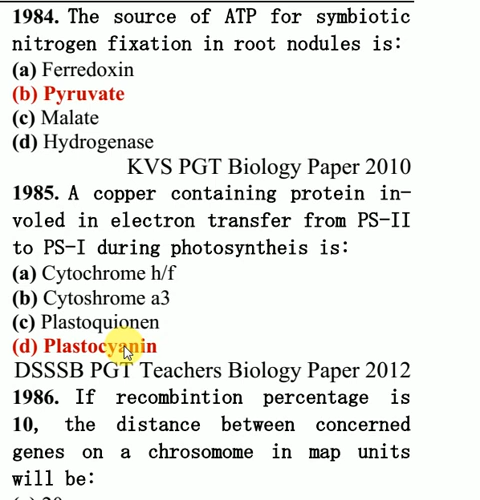 1984. The source of ATP for symbiotic
nitrogen fixation in root nodules is:
(a) Ferredoxin
(b) Pyruvate
(c) Malate
(d) Hydrogenase
KVS PGT Biology Paper 2010
1985. A copper containing protein in-
voled in electron transfer from PS-II
to PS-I during photosyntheis is:
(a) Cytochrome h/f
(b) Cytoshrome a3
(c) Plastoquionen
(d) Plastocyanin
DSSSB PGT Teachers Biology Paper 2012
1986. If recombintion percentage is
10, the distance between concerned
genes on a chrosomome in map units
will be: